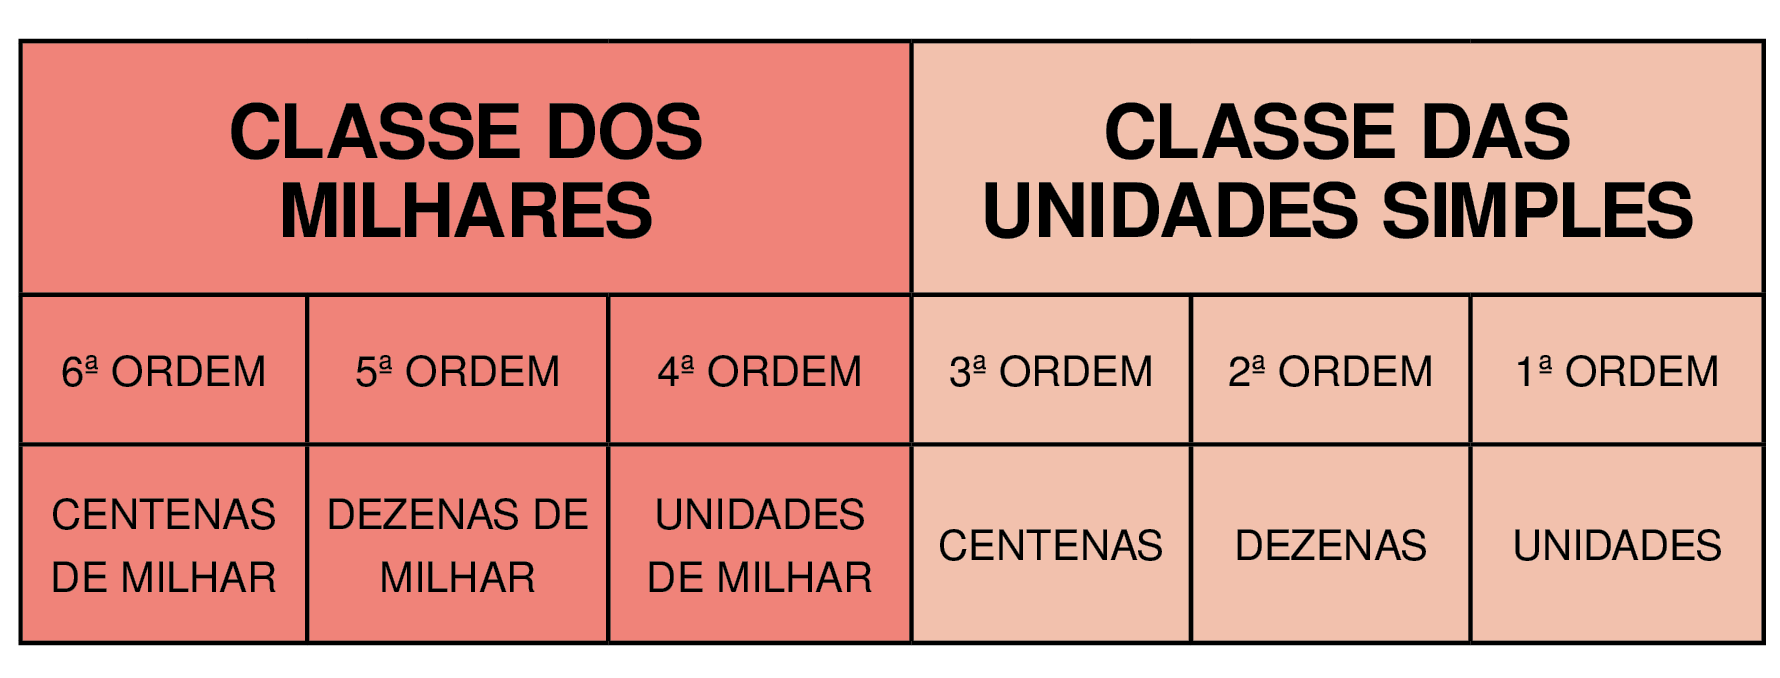 CLASSE DOS
MILHARES
CLASSE DAS
UNIDADES SIMPLES
6ª ORDEM
5ª ORDEM
4ª ORDEM
3ª ORDEM
2ª ORDEM
1ª ORDEM
CENTENAS
DE MILHAR
DEZENAS DE
MILHAR
UNIDADES
DE MILHAR
CENTENAS
DEZENAS
UNIDADES